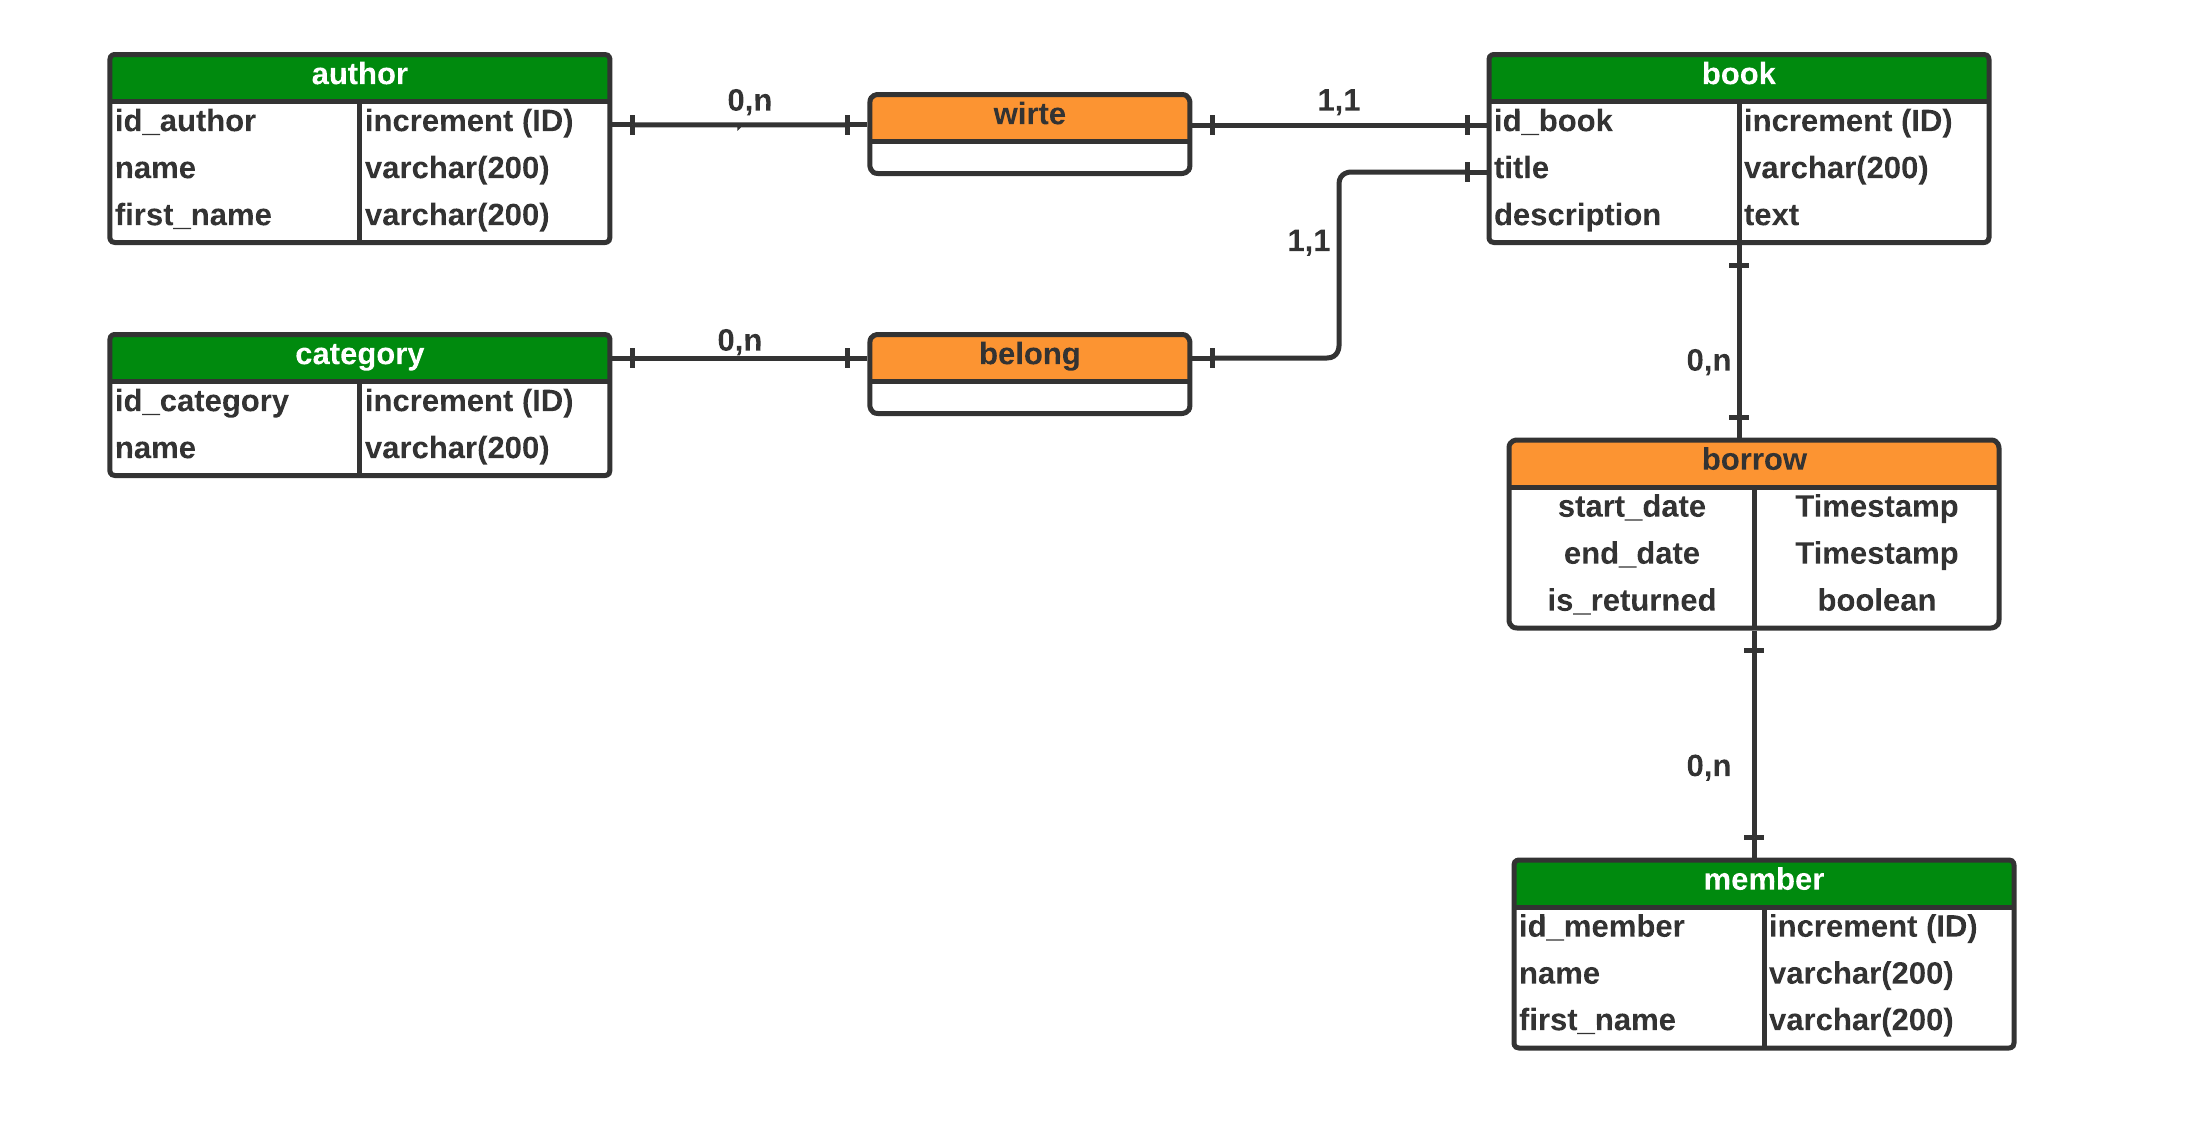 author
id_author increment (ID)
name varchar(200)
first_name varchar(200)
0,n
wirte
1,1
book
id_book increment (ID)
title varchar(200)
description text
category
id_category increment (ID)
name varchar(200)
0,n
belong
1,1
0,n
borrow
start_date Timestamp
end_date Timestamp
is_returned boolean
0,n
member
id_member increment (ID)
name varchar(200)
first_name varchar(200)